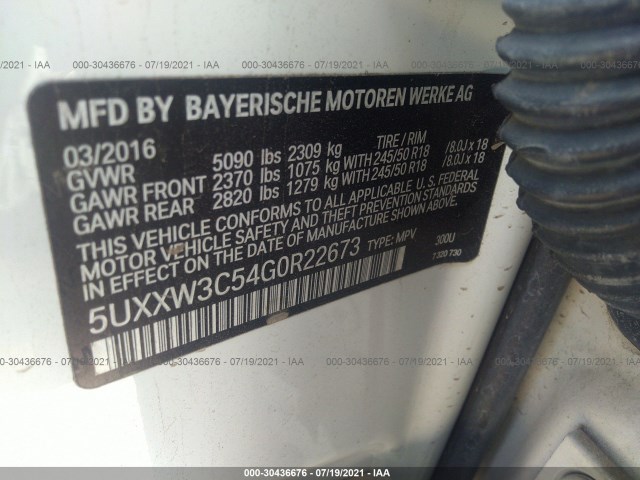 000-30436676 - 07/19/2021 - IAA
MFD BY BAYERISCHE MOTOREN WERKE AG
03/2016
GVWR 5090 lbs 2309 kg TIRE / RIM
GAWR FRONT 2370 lbs 1075 kg WITH 245/50 R18 / 8.0J x 18
GAWR REAR 2820 lbs 1279 kg WITH 245/50 R18 / 8.0J x 18
THIS VEHICLE CONFORMS TO ALL APPLICABLE U.S. FEDERAL
MOTOR VEHICLE SAFETY AND THEFT PREVENTION STANDARDS
IN EFFECT ON THE DATE OF MANUFACTURE SHOWN ABOVE.
5UXXW3C54G0R22673 TYPE: MPV 300U
7 320 730
000-30436676 - 07/19/2021 - IAA
000-30436676 - 07/19/2021 - IAA